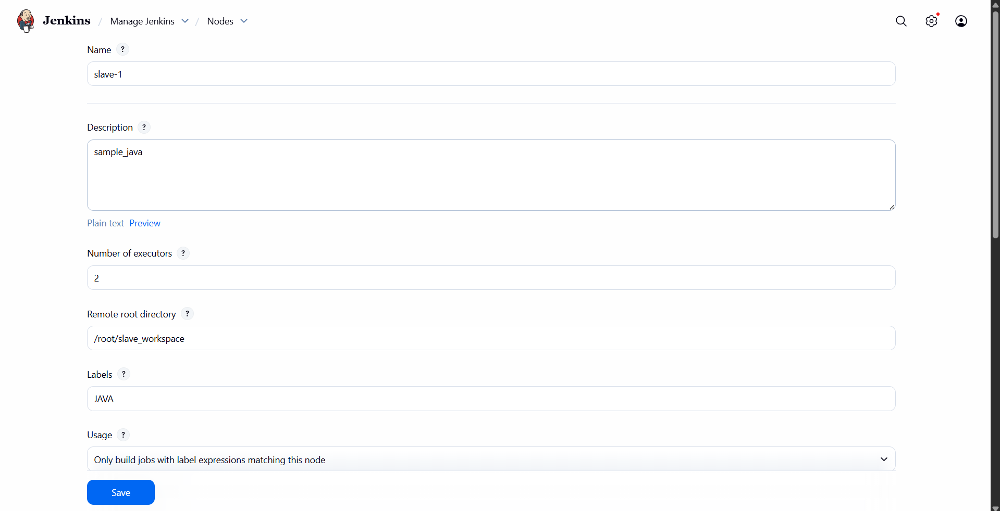 Jenkins / Manage Jenkins / Nodes
Name ?
slave-1
Description ?
sample_java
Plain text Preview
Number of executors ?
2
Remote root directory ?
/root/slave_workspace
Labels ?
JAVA
Usage ?
Only build jobs with label expressions matching this node
Save